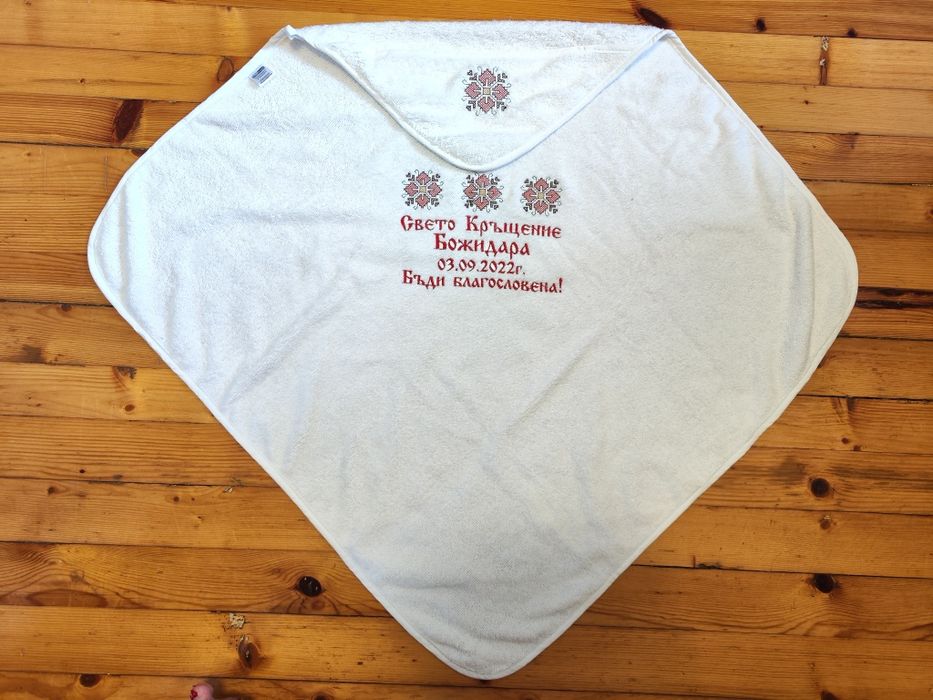 Свето Кръщение
Божидара
03.09.2022г.
Бъди благословена!